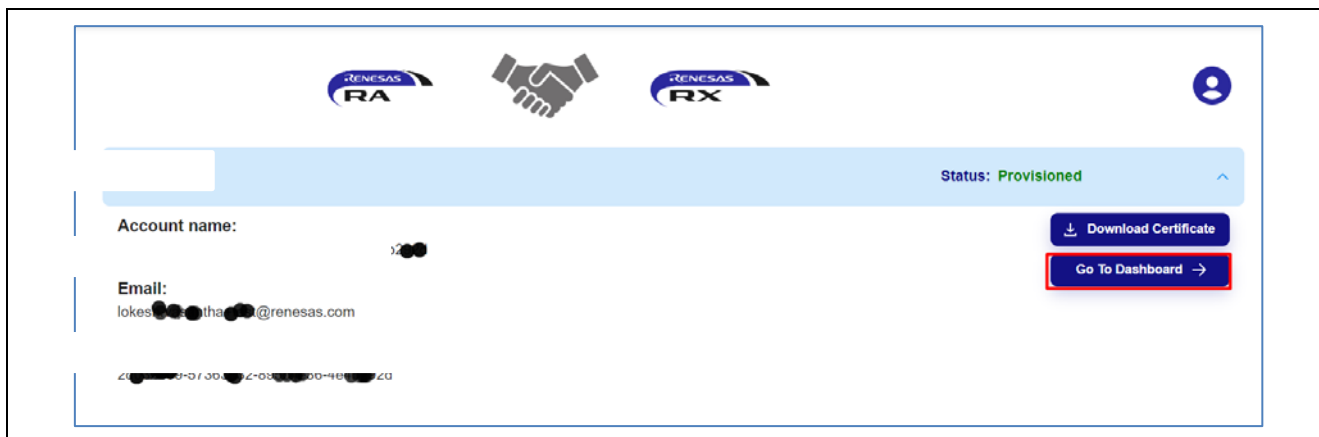 RENESAS
RA
RENESAS
RX
Status: Provisioned
Account name:
Download Certificate
Go To Dashboard
Email:
@renesas.com